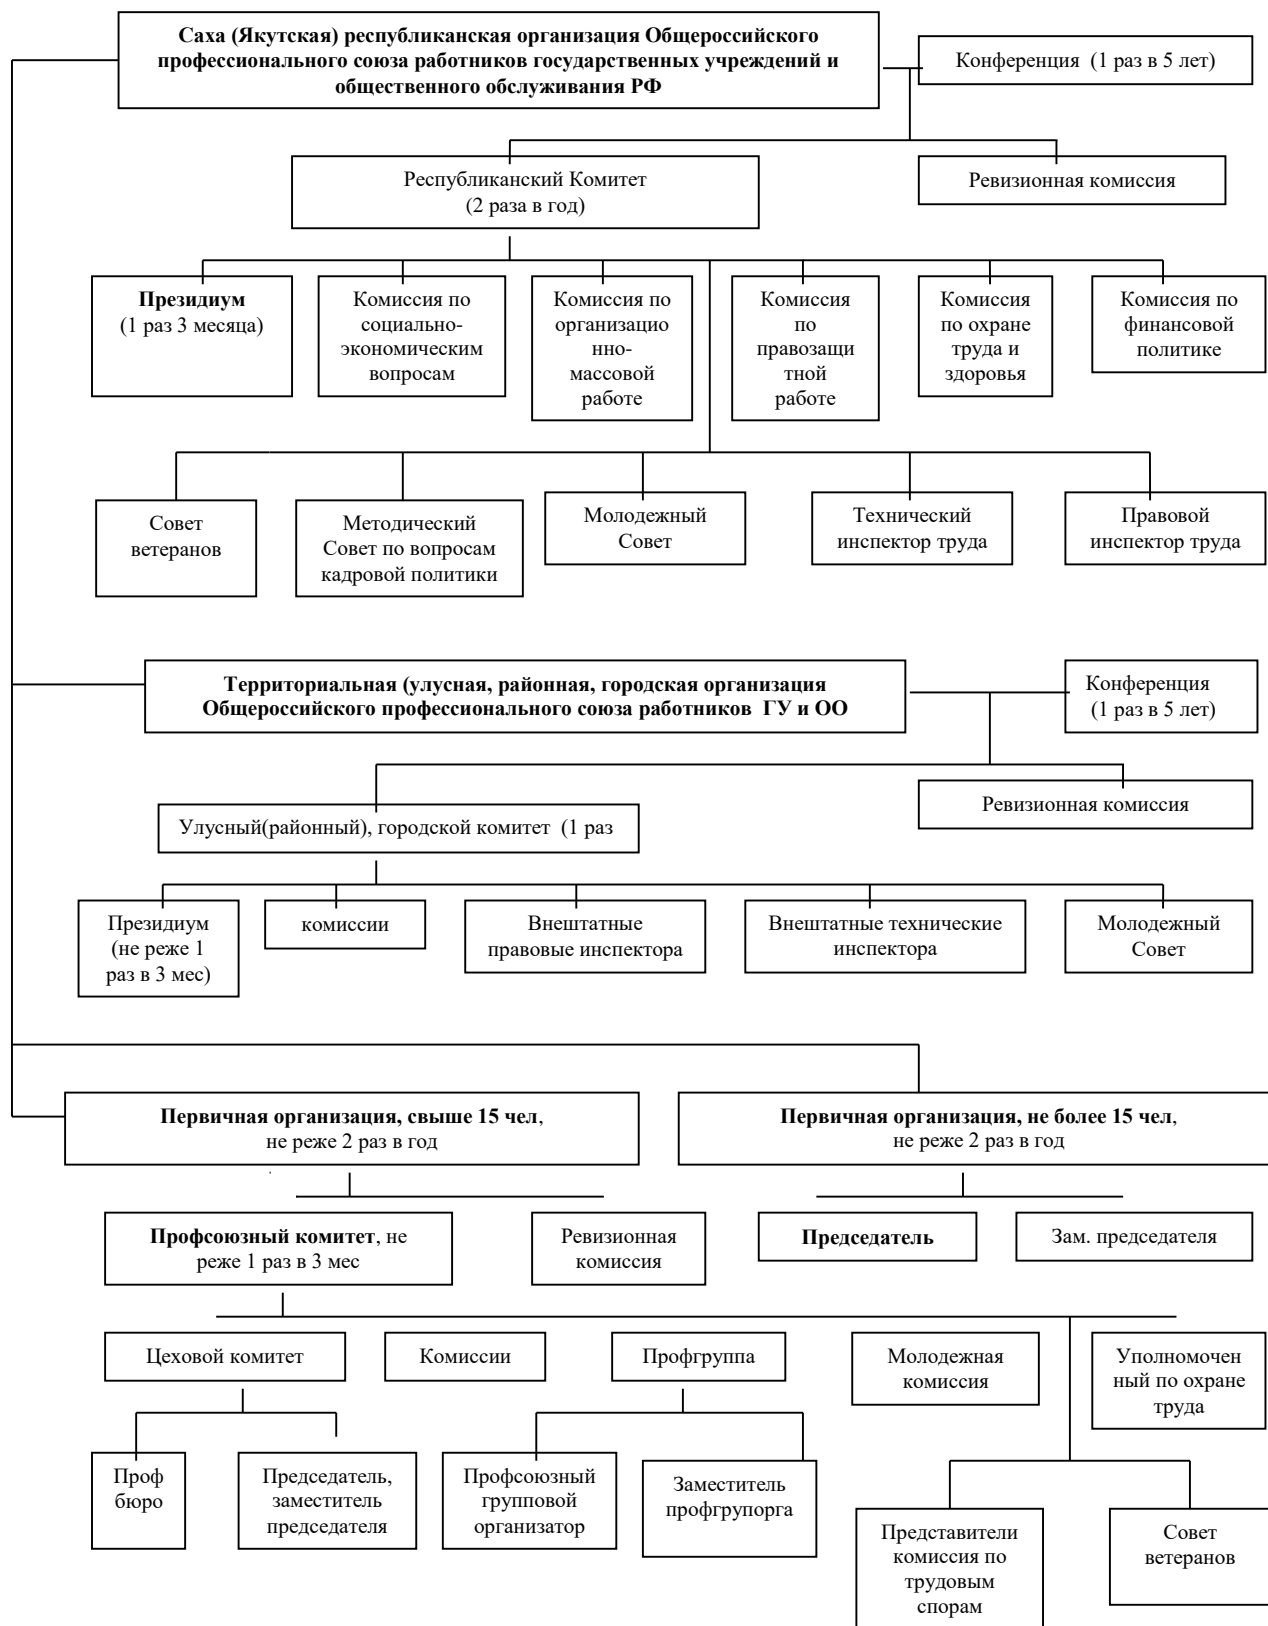 Саха (Якутская) республиканская организация Общероссийского
профессионального союза работников государственных учреждений и
общественного обслуживания РФ
Конференция (1 раз в 5 лет)
Республиканский Комитет
(2 раза в год)
Ревизионная комиссия
Президиум
(1 раз 3 месяца)
Комиссия по
социально-
экономическим
вопросам
Комиссия по
организацио
нно-
массовой
работе
Комиссия
по
правозащи
тной
работе
Комиссия
по охране
труда и
здоровья
Комиссия по
финансовой
политике
Совет
ветеранов
Методический
Совет по вопросам
кадровой политики
Молодежный
Совет
Технический
инспектор труда
Правовой
инспектор труда
Территориальная (улусная, районная, городская организация
Общероссийского профессионального союза работников ГУ и ОО
Конференция
(1 раз в 5 лет)
Ревизионная комиссия
Улусный(районный), городской комитет (1 раз
Президиум
(не реже 1
раз в 3 мес)
комиссии
Внештатные
правовые инспектора
Внештатные технические
инспектора
Молодежный
Совет
Первичная организация, свыше 15 чел,
не реже 2 раз в год
Первичная организация, не более 15 чел,
не реже 2 раз в год
Профсоюзный комитет, не
реже 1 раз в 3 мес
Ревизионная
комиссия
Председатель
Зам. председателя
Цеховой комитет
Комиссии
Профгруппа
Молодежная
комиссия
Уполномочен
ный по охране
труда
Проф
бюро
Председатель,
заместитель
председателя
Профсоюзный
групповой
организатор
Заместитель
профгрупорга
Представители
комиссия по
трудовым
спорам
Совет
ветеранов